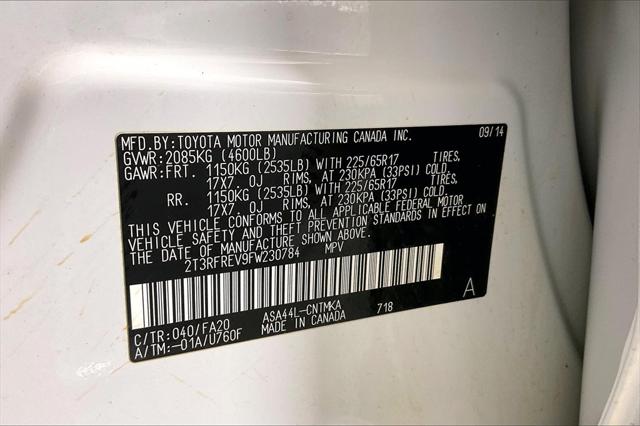 MFD.BY:TOYOTA MOTOR MANUFACTURING CANADA INC. 09/14
GVWR:2085KG (4600LB)
GAWR:FRT. 1150KG (2535LB) WITH 225/65R17 TIRES,
17X7. OJ RIMS, AT 230KPA (33PSI) COLD.
RR. 1150KG (2535LB) WITH 225/65R17 TIRES,
17X7. OJ RIMS, AT 230KPA (33PSI) COLD.
THIS VEHICLE CONFORMS TO ALL APPLICABLE FEDERAL MOTOR
VEHICLE SAFETY AND THEFT PREVENTION STANDARDS IN EFFECT ON
THE DATE OF MANUFACTURE SHOWN ABOVE.
2T3RFREV9FW230784 MPV
A
C/TR:040/FA20 ASA44L-CNTMKA 718
A/TM:-01A/U760F MADE IN CANADA